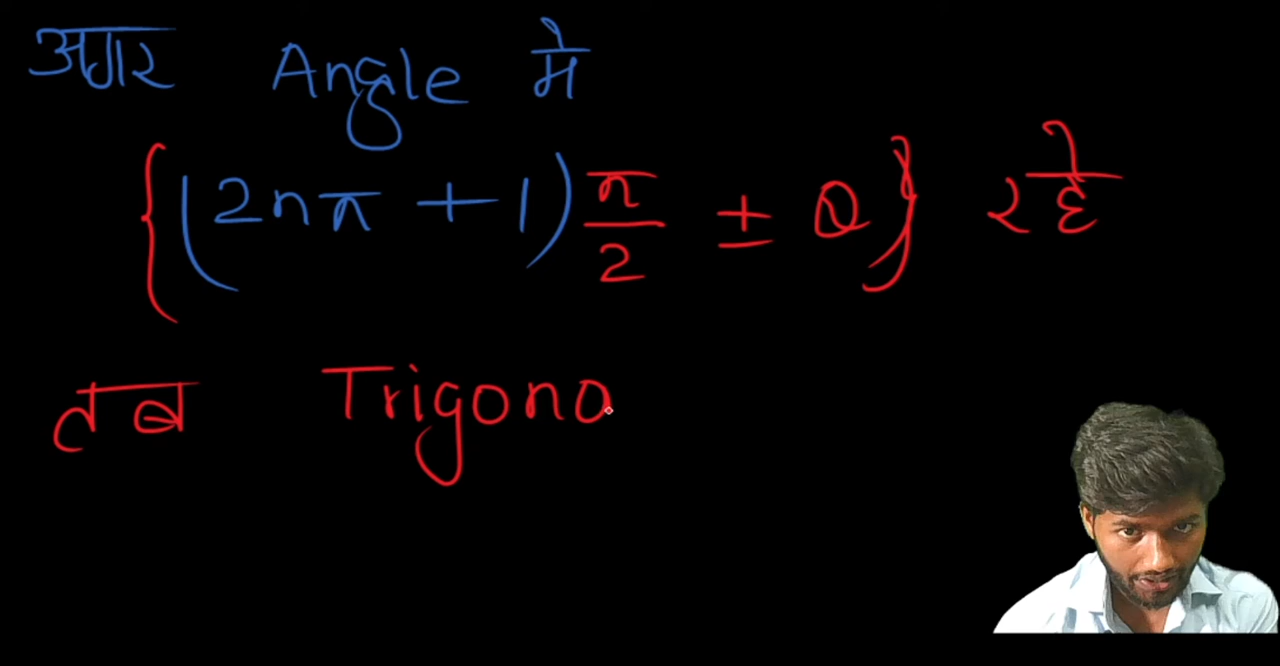 अगर Angle में
{(2nπ + 1) π/2 ± θ} रहे
तब Trigono